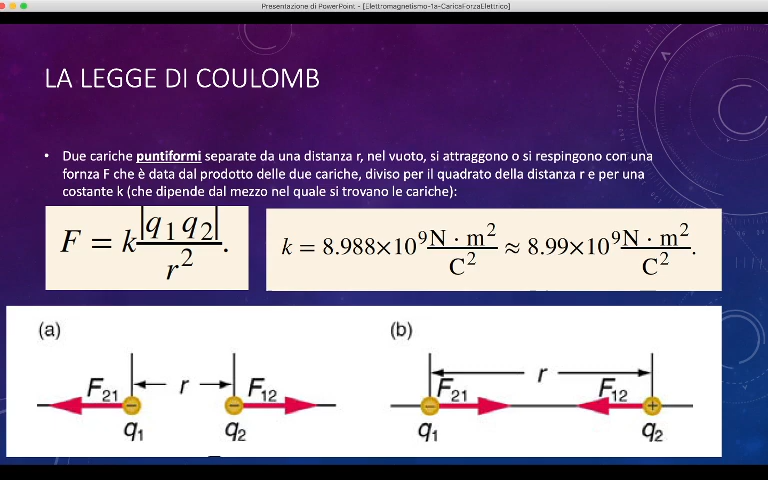 Presentazione di PowerPoint - [Elettromagnetismo-1a-CaricaForzaElettrico]
LA LEGGE DI COULOMB
• Due cariche puntiformi separate da una distanza r, nel vuoto, si attraggono o si respingono con una
fornza F che è data dal prodotto delle due cariche, diviso per il quadrato della distanza r e per una
costante k (che dipende dal mezzo nel quale si trovano le cariche):
F = k|q₁ q₂|/r².
k = 8.988×10⁹ N · m²/C² ≈ 8.99×10⁹ N · m²/C².
(a) (b)
F₂₁ r F₁₂ F₂₁ r F₁₂
− − − +
q₁ q₂ q₁ q₂